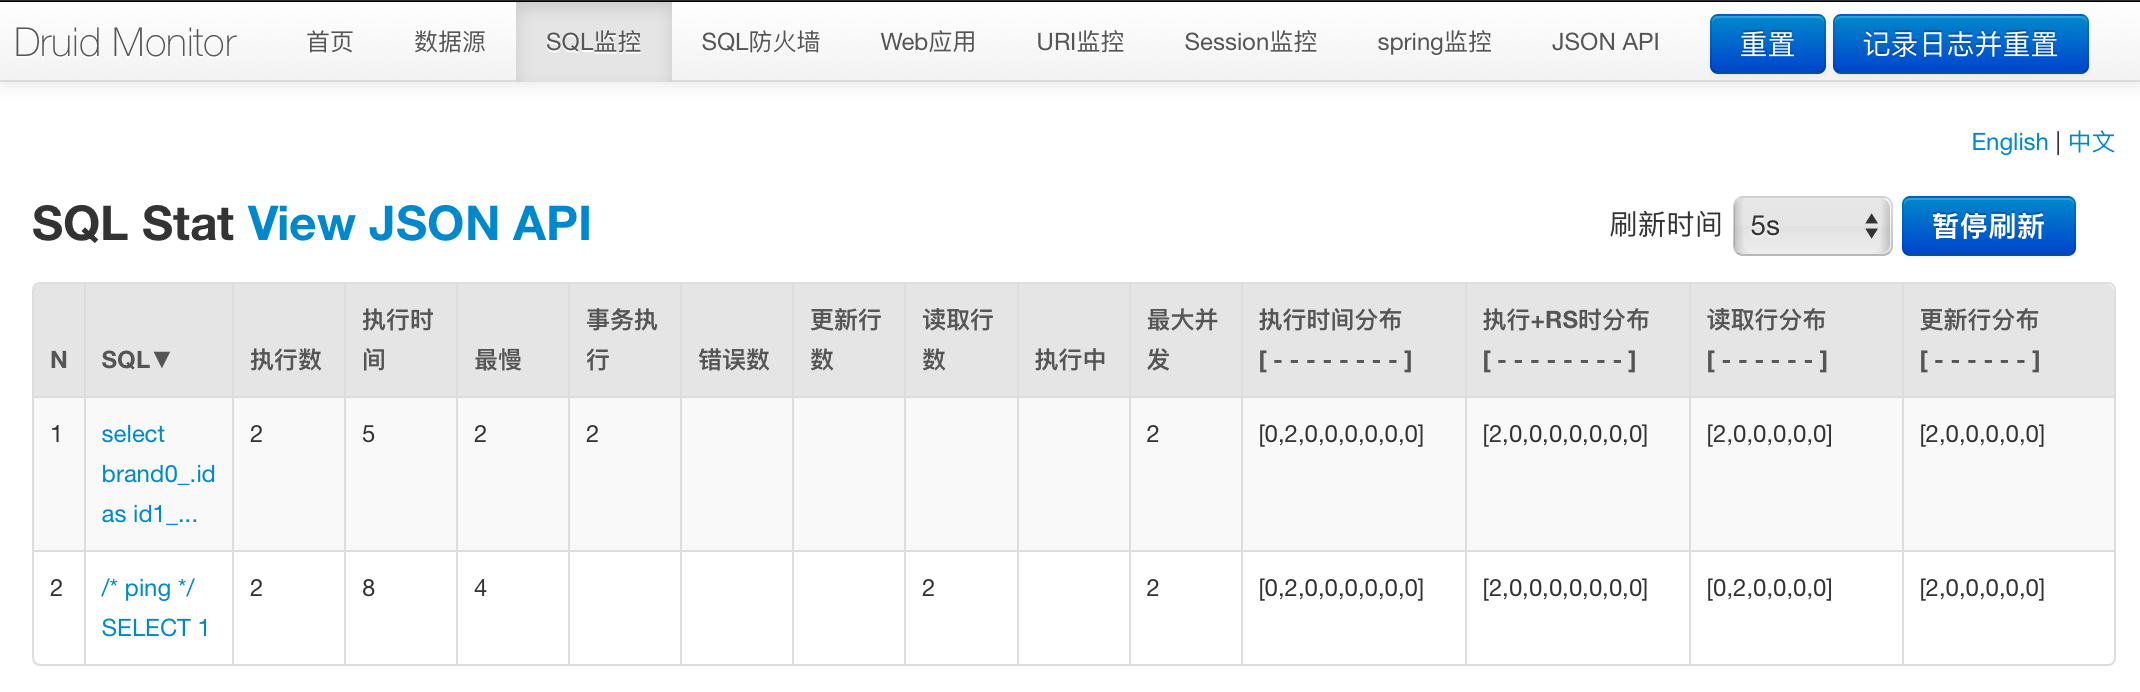 Druid Monitor 首页 数据源 SQL监控 SQL防火墙 Web应用 URI监控 Session监控 spring监控 JSON API 重置 记录日志并重置
English | 中文
SQL Stat View JSON API 刷新时间 5s 暂停刷新
N SQL▼ 执行数 执行时间 最慢 事务执行 错误数 更新行数 读取行数 执行中 最大并发 执行时间分布 [ - - - - - - - - ] 执行+RS时分布 [ - - - - - - - - ] 读取行分布 [ - - - - - - ] 更新行分布 [ - - - - - - ]
1 select brand0_.id as id1_... 2 5 2 2 2 [0,2,0,0,0,0,0,0] [2,0,0,0,0,0,0,0] [2,0,0,0,0,0] [2,0,0,0,0,0]
2 /* ping */ SELECT 1 2 8 4 2 2 [0,2,0,0,0,0,0,0] [2,0,0,0,0,0,0,0] [0,2,0,0,0,0] [2,0,0,0,0,0]